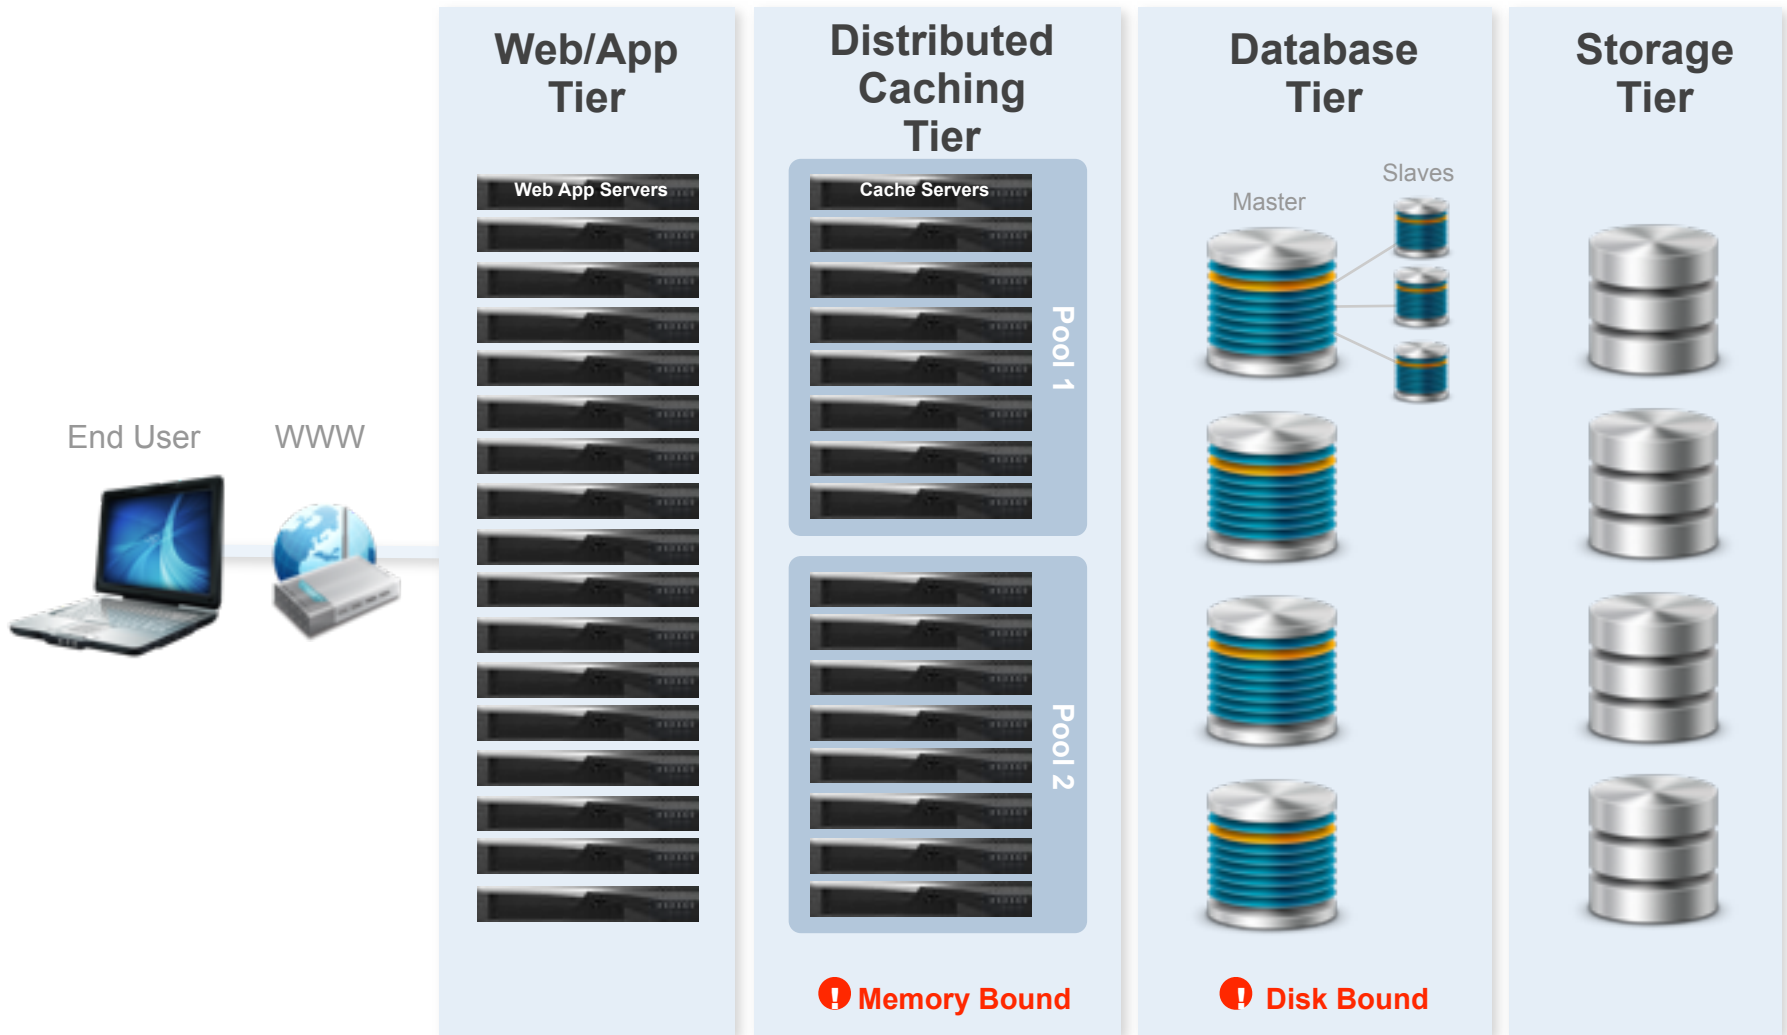 Web/App
Tier
Distributed
Caching
Tier
Database
Tier
Storage
Tier
Web App Servers
Cache Servers
Pool 1
Pool 2
Master
Slaves
End User
WWW
! Memory Bound
! Disk Bound